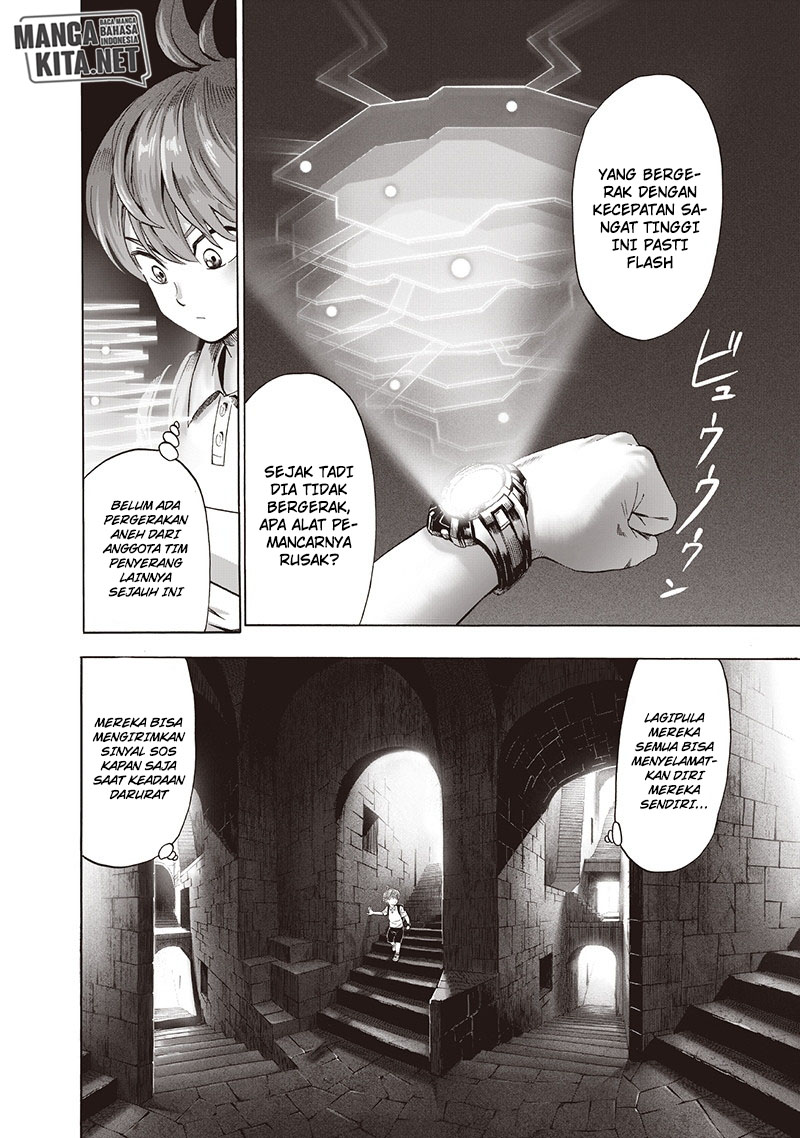 MANGA
KITA.NET
BACA MANGA
BAHASA
INDONESIA
YANG BERGE-
RAK DENGAN
KECEPATAN SA-
NGAT TINGGI
INI PASTI
FLASH
ビュウウウゥン
SEJAK TADI
DIA TIDAK
BERGERAK,
APA ALAT PE-
MANCARNYA
RUSAK?
BELUM ADA
PERGERAKAN
ANEH DARI
ANGGOTA TIM
PENYERANG
LAINNYA
SEJAUH INI
LAGIPULA
MEREKA
SEMUA BISA
MENYELAMAT-
KAN DIRI
MEREKA
SENDIRI...
MEREKA BISA
MENGIRIMKAN
SINYAL SOS
KAPAN SAJA
SAAT KEADAAN
DARURAT